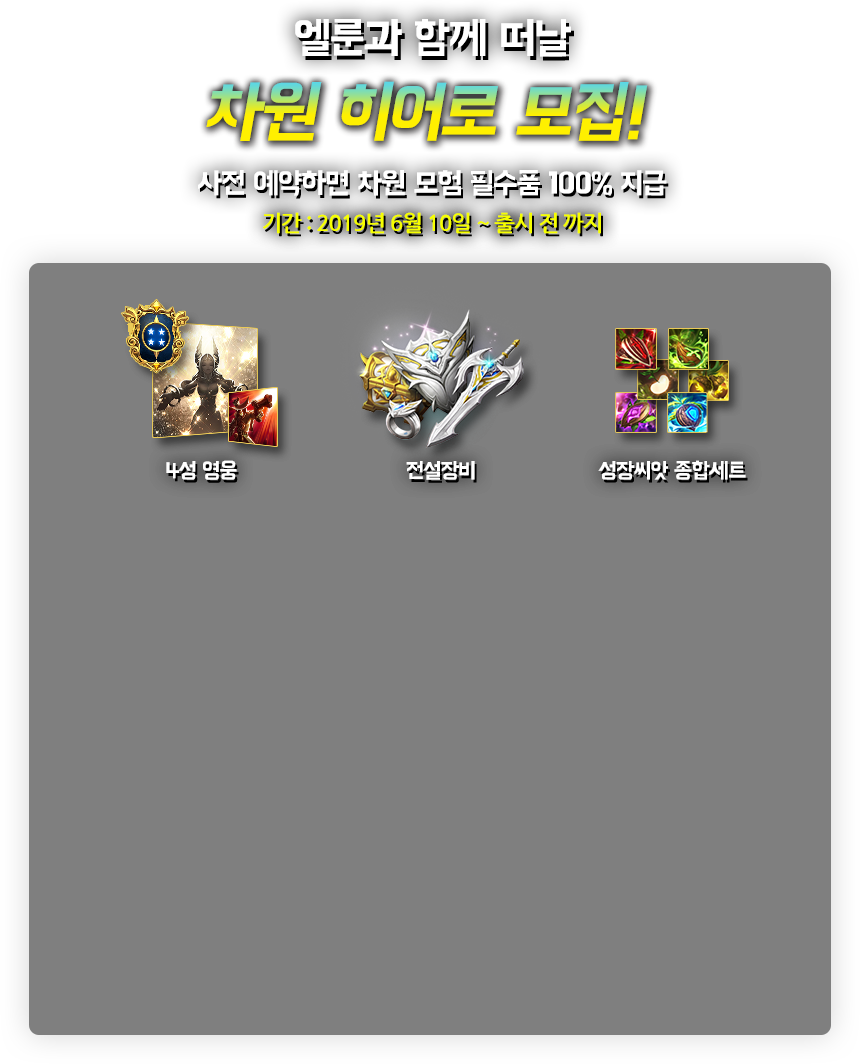 엘룬과 함께 떠날
차원 히어로 모집!
사전 예약하면 차원 모험 필수품 100% 지급
기간 : 2019년 6월 10일 ~ 출시 전 까지
4성 영웅
전설장비
성장씨앗 종합세트